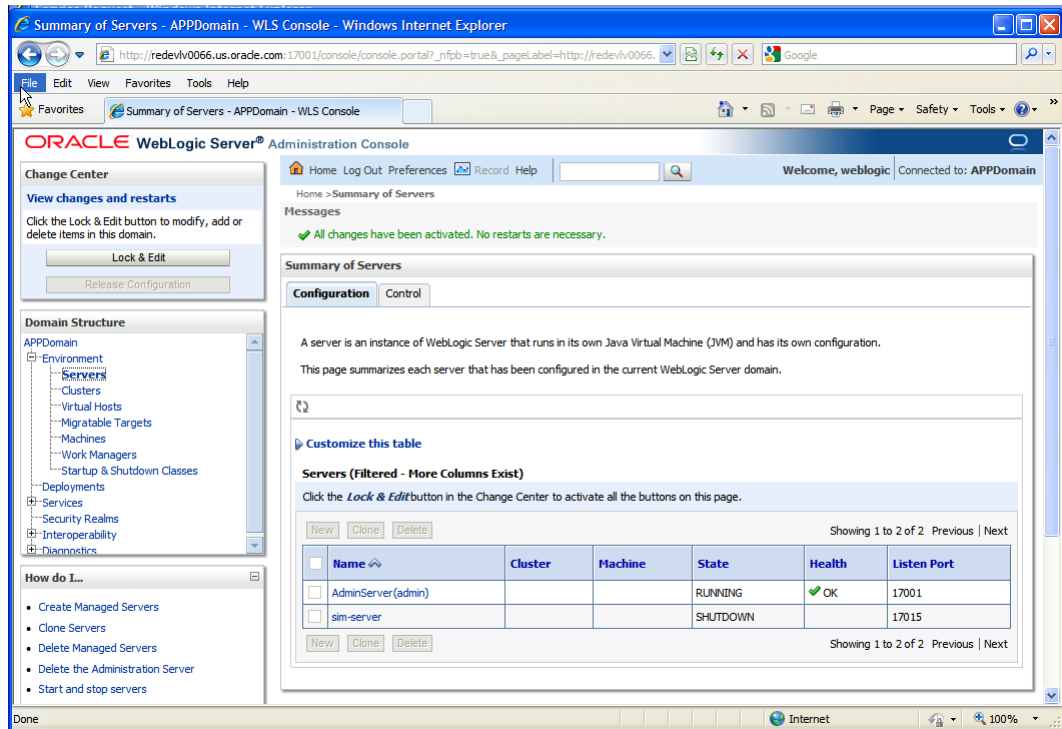 Summary of Servers - APPDomain - WLS Console - Windows Internet Explorer
http://redevlv0066.us.oracle.com:17001/console/console.portal?_nfpb=true&_pageLabel=http://redevlv0066.
Google
File Edit View Favorites Tools Help
Favorites
Summary of Servers - APPDomain - WLS Console
Page Safety Tools
ORACLE WebLogic Server® Administration Console
Change Center
View changes and restarts
Click the Lock & Edit button to modify, add or
delete items in this domain.
Lock & Edit
Release Configuration
Domain Structure
APPDomain
Environment
Servers
Clusters
Virtual Hosts
Migratable Targets
Machines
Work Managers
Startup & Shutdown Classes
Deployments
Services
Security Realms
Interoperability
Diagnostics
How do I...
Create Managed Servers
Clone Servers
Delete Managed Servers
Delete the Administration Server
Start and stop servers
Home Log Out Preferences Record Help
Welcome, weblogic Connected to: APPDomain
Home >Summary of Servers
Messages
All changes have been activated. No restarts are necessary.
Summary of Servers
Configuration Control
A server is an instance of WebLogic Server that runs in its own Java Virtual Machine (JVM) and has its own configuration.
This page summarizes each server that has been configured in the current WebLogic Server domain.
Customize this table
Servers (Filtered - More Columns Exist)
Click the Lock & Edit button in the Change Center to activate all the buttons on this page.
New Clone Delete Showing 1 to 2 of 2 Previous | Next
Name Cluster Machine State Health Listen Port
AdminServer(admin) RUNNING OK 17001
sim-server SHUTDOWN 17015
New Clone Delete Showing 1 to 2 of 2 Previous | Next
Done Internet 100%